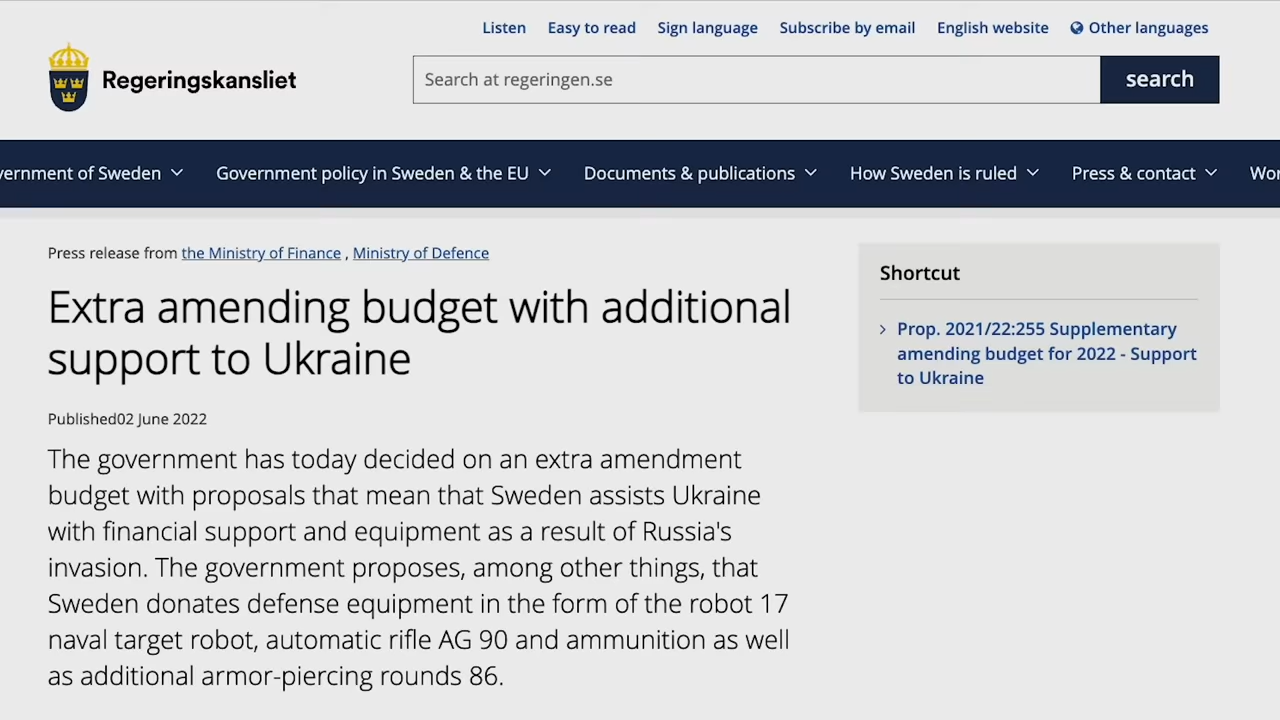 Listen Easy to read Sign language Subscribe by email English website Other languages
Regeringskansliet
Search at regeringen.se
search
vernment of Sweden Government policy in Sweden & the EU Documents & publications How Sweden is ruled Press & contact Wor
Press release from the Ministry of Finance , Ministry of Defence
Extra amending budget with additional
support to Ukraine
Published02 June 2022
The government has today decided on an extra amendment
budget with proposals that mean that Sweden assists Ukraine
with financial support and equipment as a result of Russia's
invasion. The government proposes, among other things, that
Sweden donates defense equipment in the form of the robot 17
naval target robot, automatic rifle AG 90 and ammunition as well
as additional armor-piercing rounds 86.
Shortcut
Prop. 2021/22:255 Supplementary
amending budget for 2022 - Support
to Ukraine